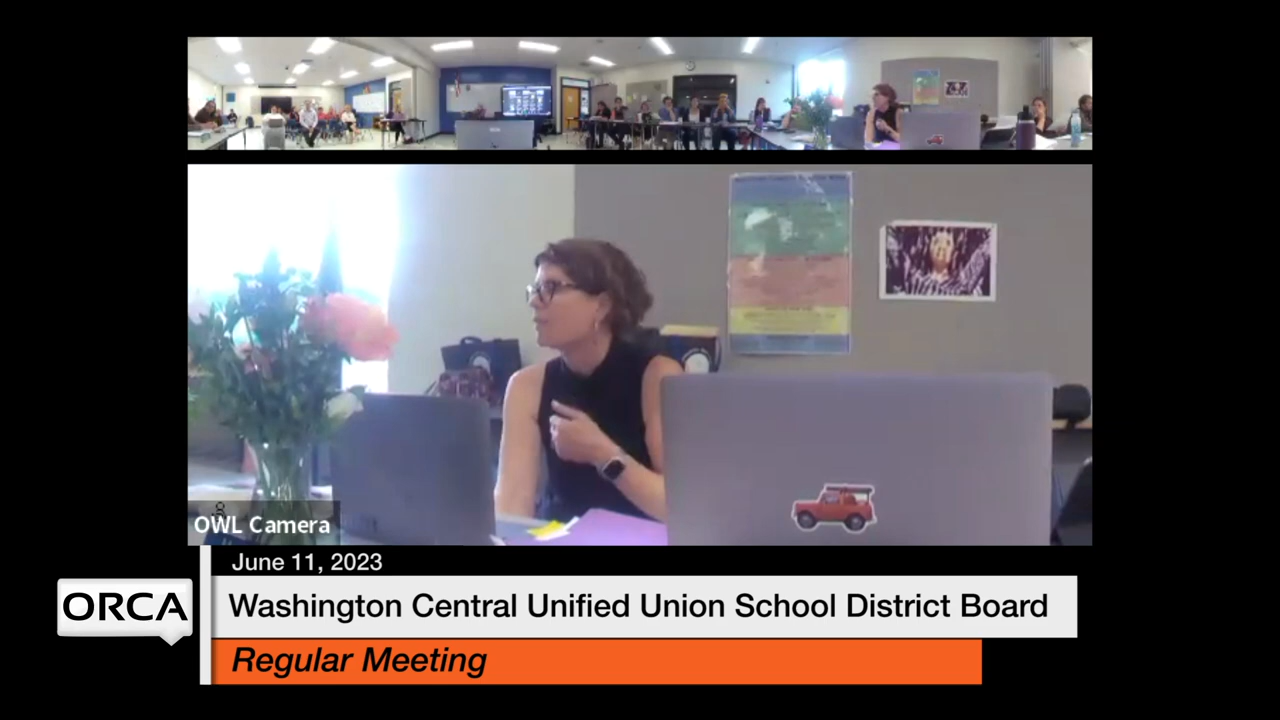 OWL Camera
June 11, 2023
ORCA
Washington Central Unified Union School District Board
Regular Meeting